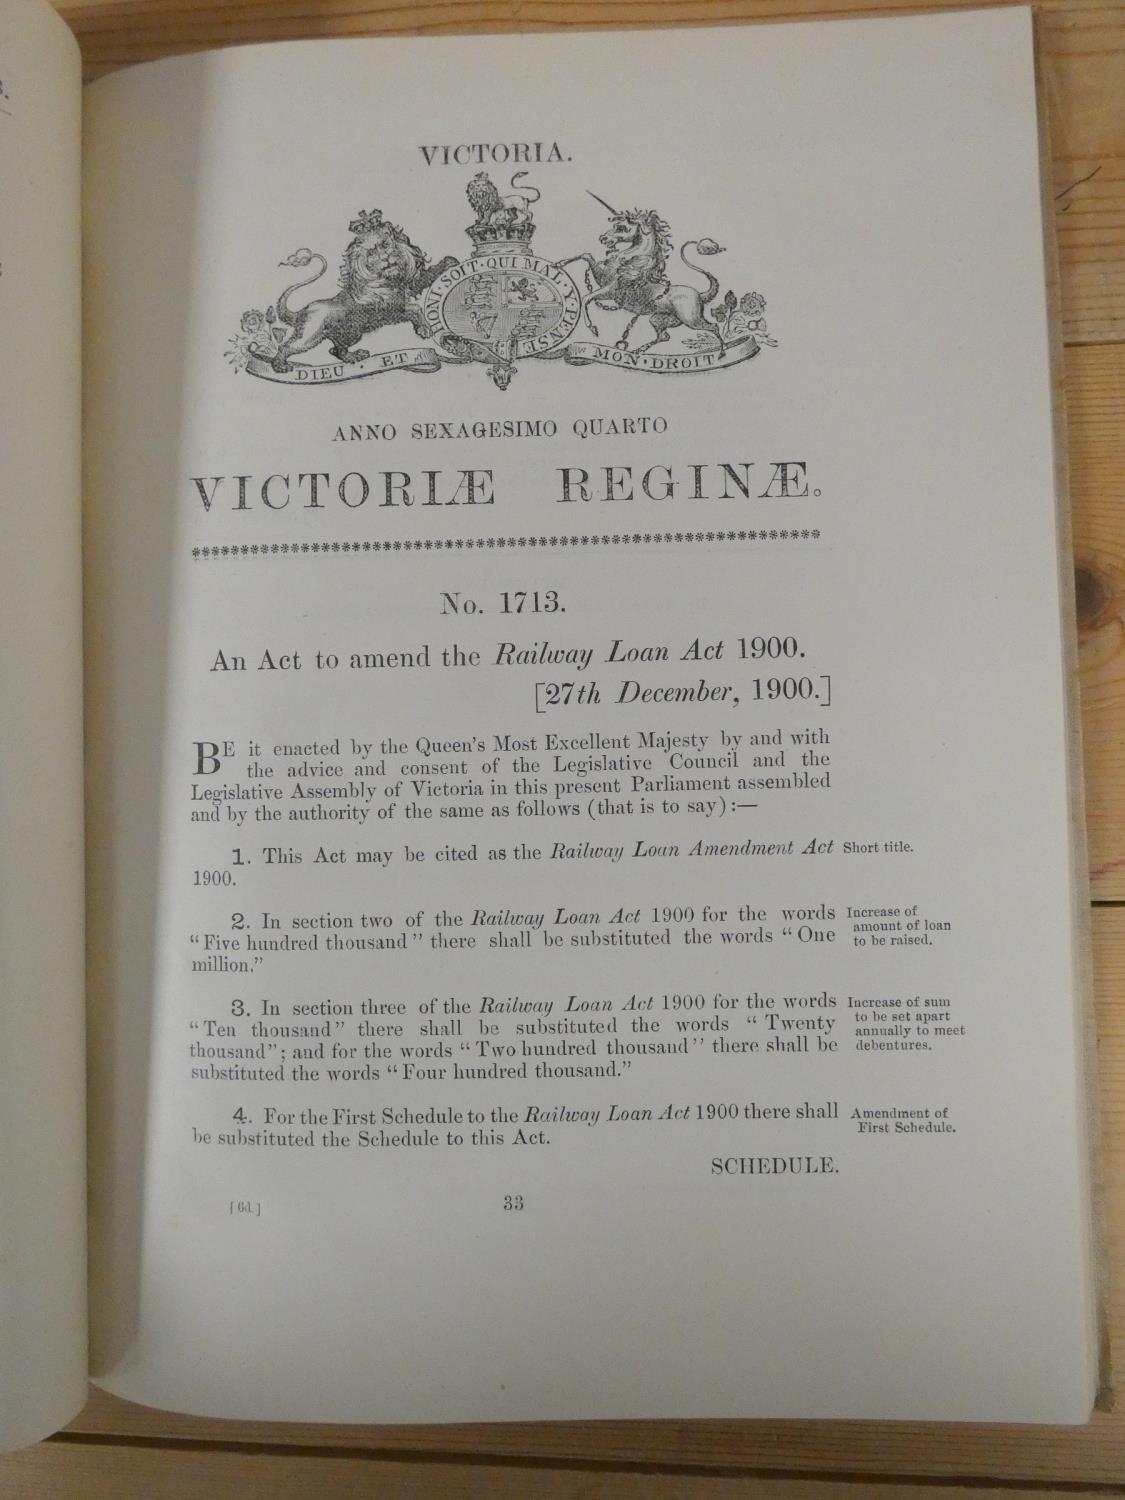 VICTORIA.
HONI · SOIT · QUI MAL · Y · PENSE
DIEU · ET
MON · DROIT
ANNO SEXAGESIMO QUARTO
VICTORIÆ REGINÆ.
No. 1713.
An Act to amend the Railway Loan Act 1900.
[27th December, 1900.]
BE it enacted by the Queen's Most Excellent Majesty by and with
the advice and consent of the Legislative Council and the
Legislative Assembly of Victoria in this present Parliament assembled
and by the authority of the same as follows (that is to say):—
1. This Act may be cited as the Railway Loan Amendment Act
1900.
Short title.
2. In section two of the Railway Loan Act 1900 for the words
"Five hundred thousand" there shall be substituted the words "One
million."
Increase of
amount of loan
to be raised.
3. In section three of the Railway Loan Act 1900 for the words
"Ten thousand" there shall be substituted the words "Twenty
thousand"; and for the words "Two hundred thousand" there shall be
substituted the words "Four hundred thousand."
Increase of sum
to be set apart
annually to meet
debentures.
4. For the First Schedule to the Railway Loan Act 1900 there shall
be substituted the Schedule to this Act.
Amendment of
First Schedule.
SCHEDULE.
[6d.]
33